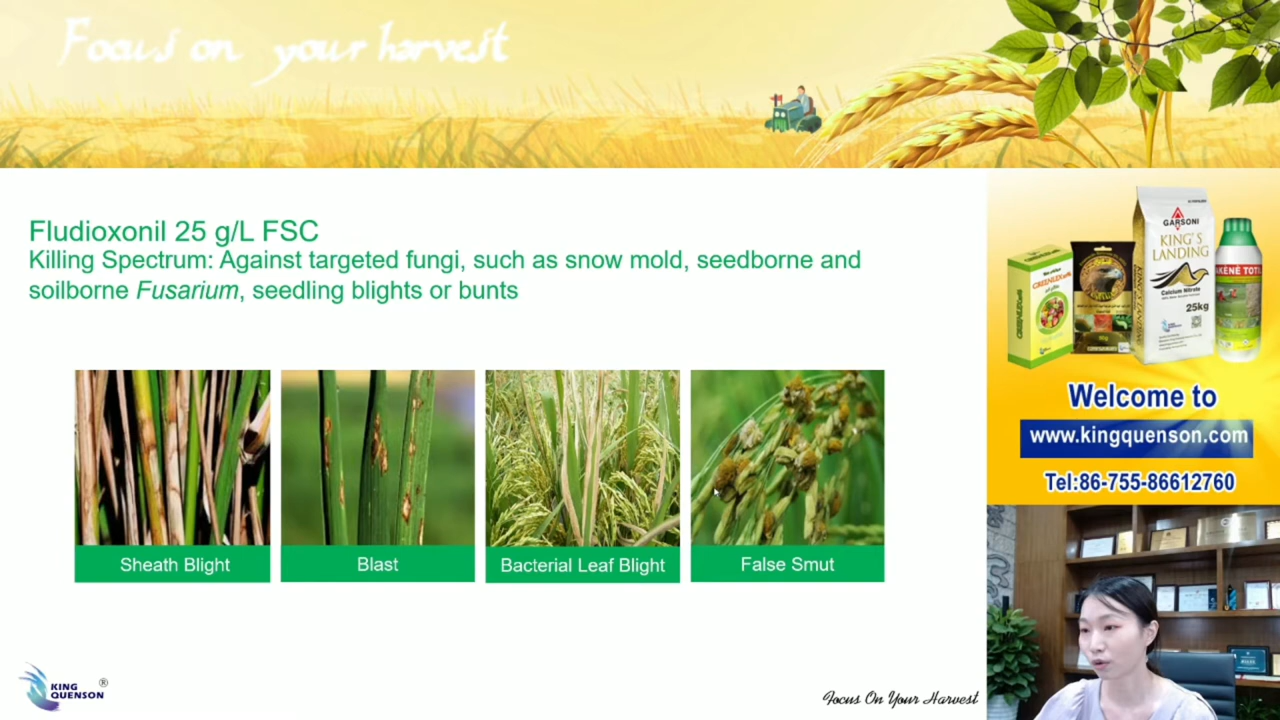 Focus on your harvest
Fludioxonil 25 g/L FSC
Killing Spectrum: Against targeted fungi, such as snow mold, seedborne and
soilborne Fusarium, seedling blights or bunts
Sheath Blight
Blast
Bacterial Leaf Blight
False Smut
KING
QUENSON
®
Focus On Your Harvest
GARSONI
KING'S
LANDING
Calcium Nitrate
25kg
Welcome to
www.kingquenson.com
Tel:86-755-86612760